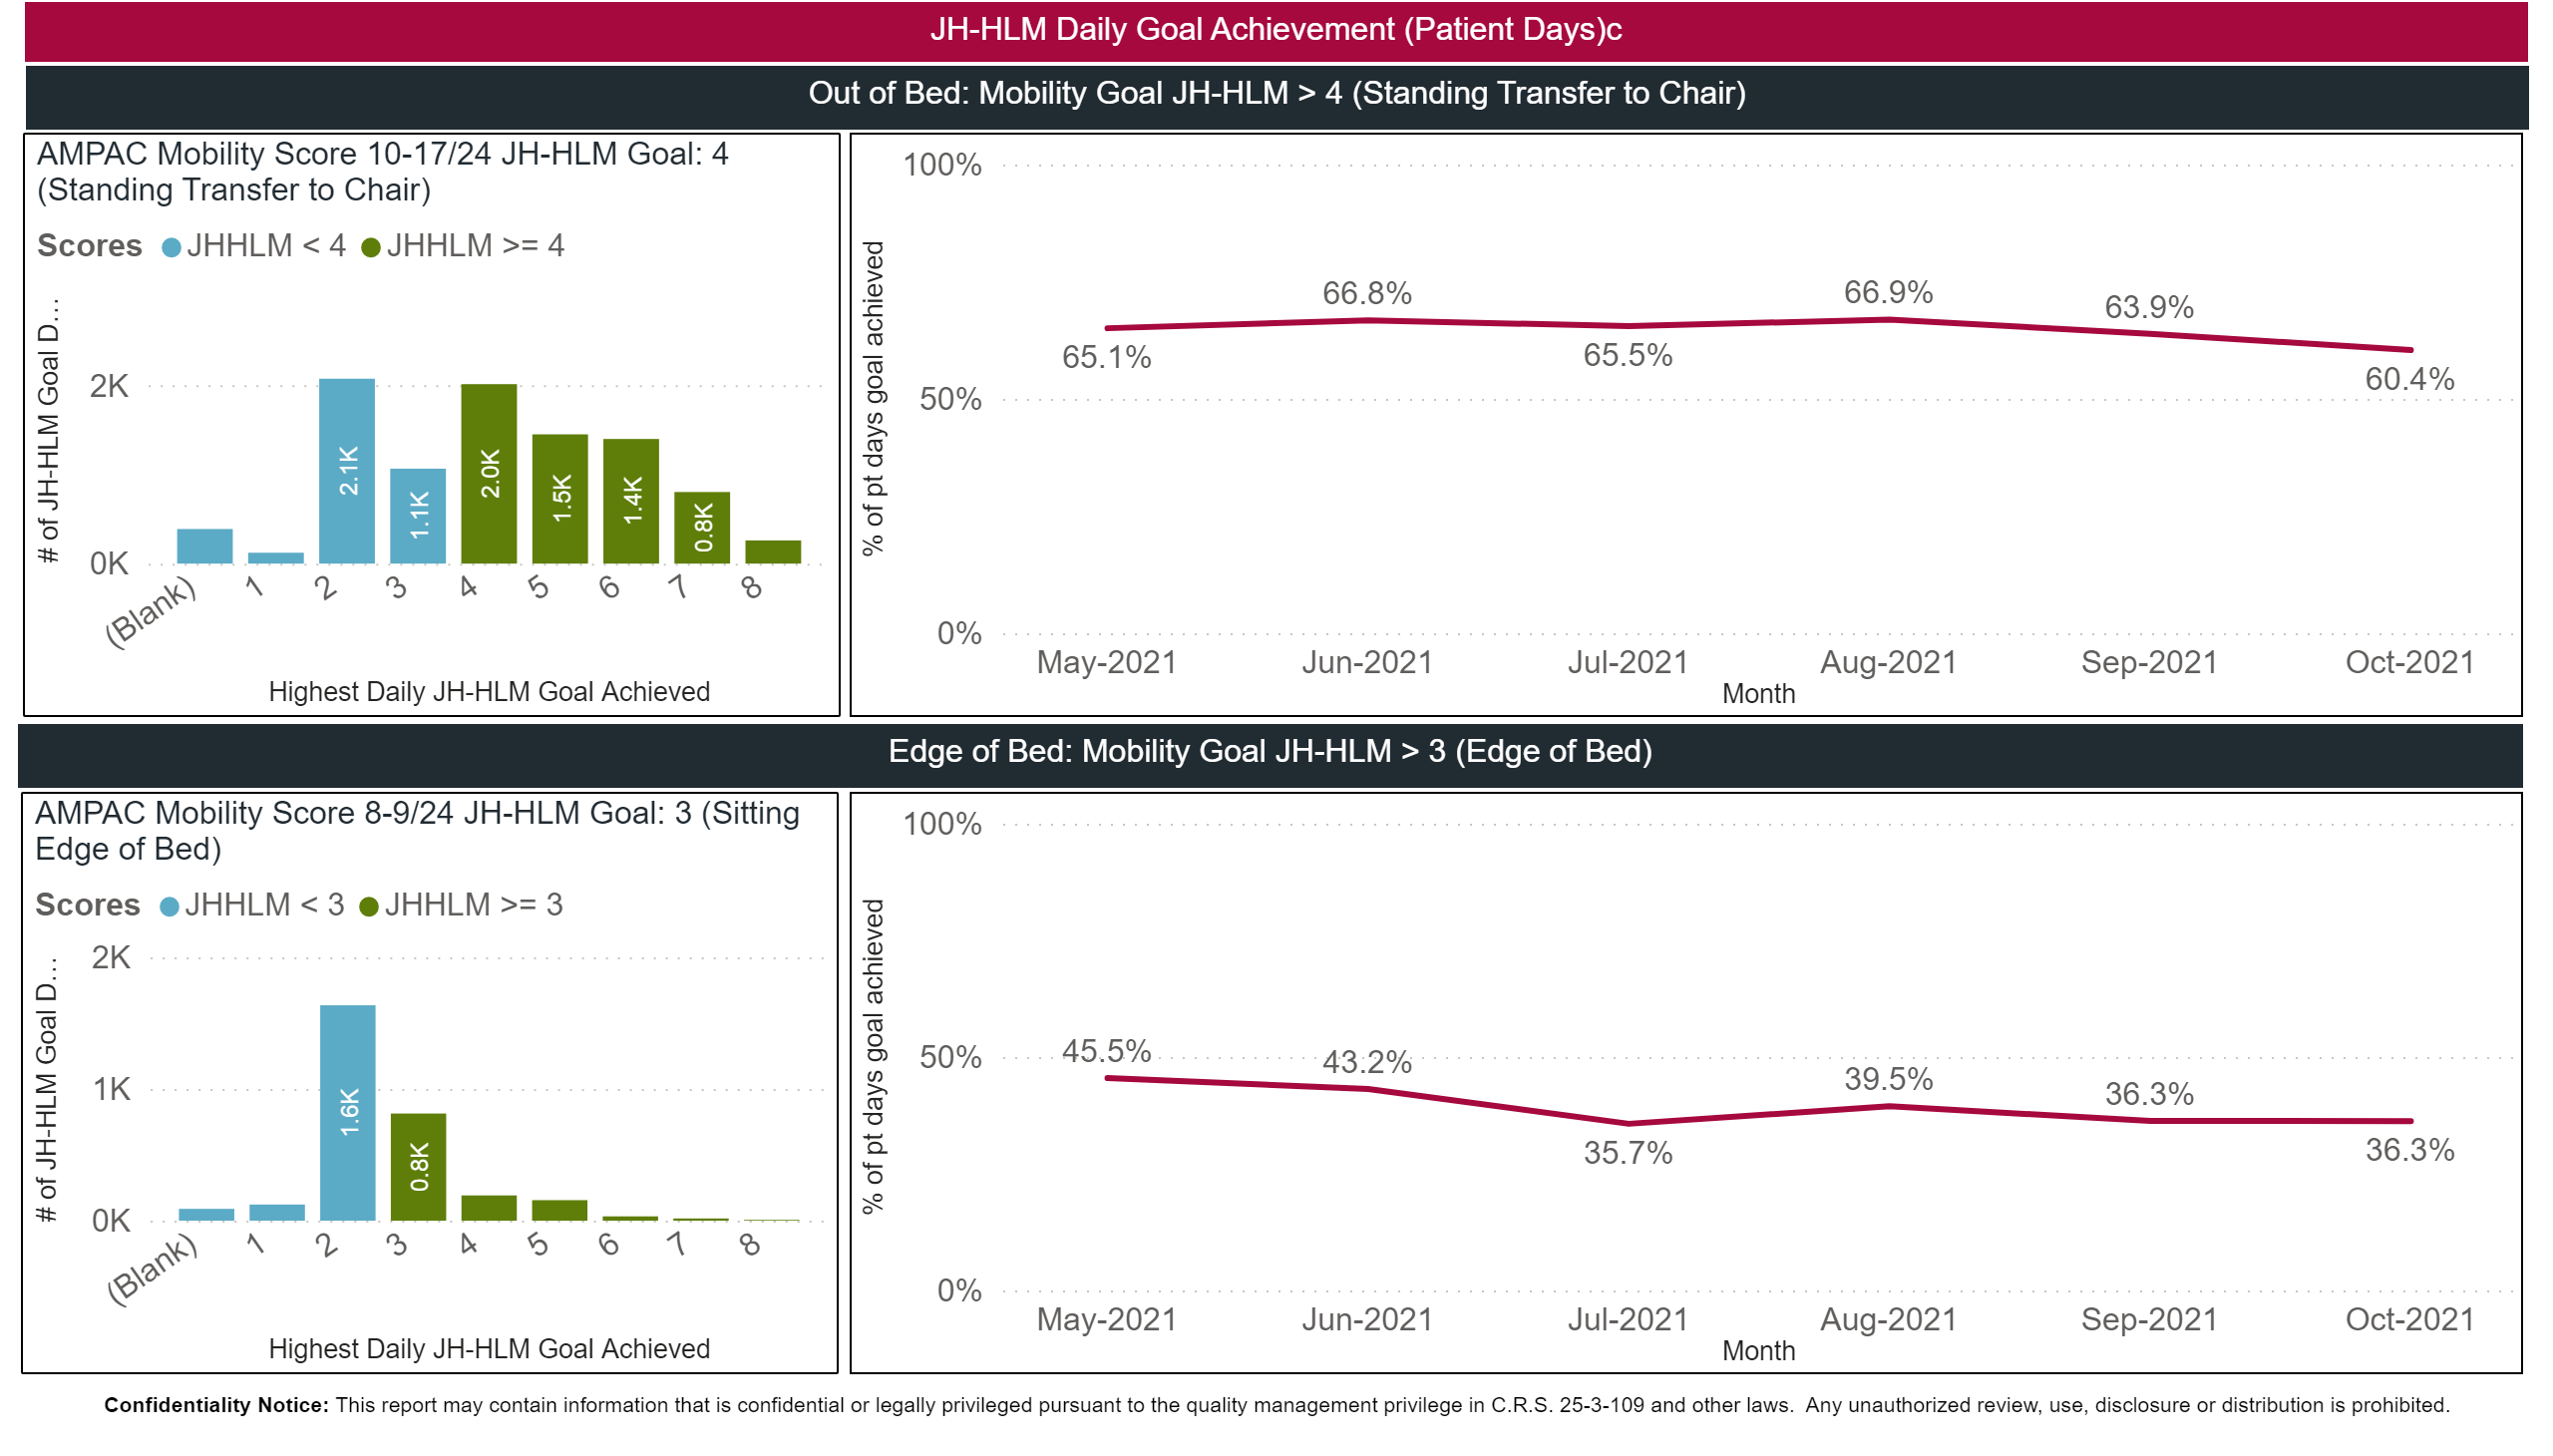 JH-HLM Daily Goal Achievement (Patient Days)c
Out of Bed: Mobility Goal JH-HLM > 4 (Standing Transfer to Chair)
AMPAC Mobility Score 10-17/24 JH-HLM Goal: 4
(Standing Transfer to Chair)
Scores JHHLM < 4 JHHLM >= 4
# of JH-HLM Goal D...
2K
0K
2.1K
1.1K
2.0K
1.5K
1.4K
0.8K
(Blank) 1 2 3 4 5 6 7 8
Highest Daily JH-HLM Goal Achieved
% of pt days goal achieved
100%
50%
0%
65.1%
66.8%
65.5%
66.9%
63.9%
60.4%
May-2021 Jun-2021 Jul-2021 Aug-2021 Sep-2021 Oct-2021
Month
Edge of Bed: Mobility Goal JH-HLM > 3 (Edge of Bed)
AMPAC Mobility Score 8-9/24 JH-HLM Goal: 3 (Sitting
Edge of Bed)
Scores JHHLM < 3 JHHLM >= 3
# of JH-HLM Goal D...
2K
1K
0K
1.6K
0.8K
(Blank) 1 2 3 4 5 6 7 8
Highest Daily JH-HLM Goal Achieved
% of pt days goal achieved
100%
50%
0%
45.5%
43.2%
35.7%
39.5%
36.3%
36.3%
May-2021 Jun-2021 Jul-2021 Aug-2021 Sep-2021 Oct-2021
Month
Confidentiality Notice: This report may contain information that is confidential or legally privileged pursuant to the quality management privilege in C.R.S. 25-3-109 and other laws. Any unauthorized review, use, disclosure or distribution is prohibited.